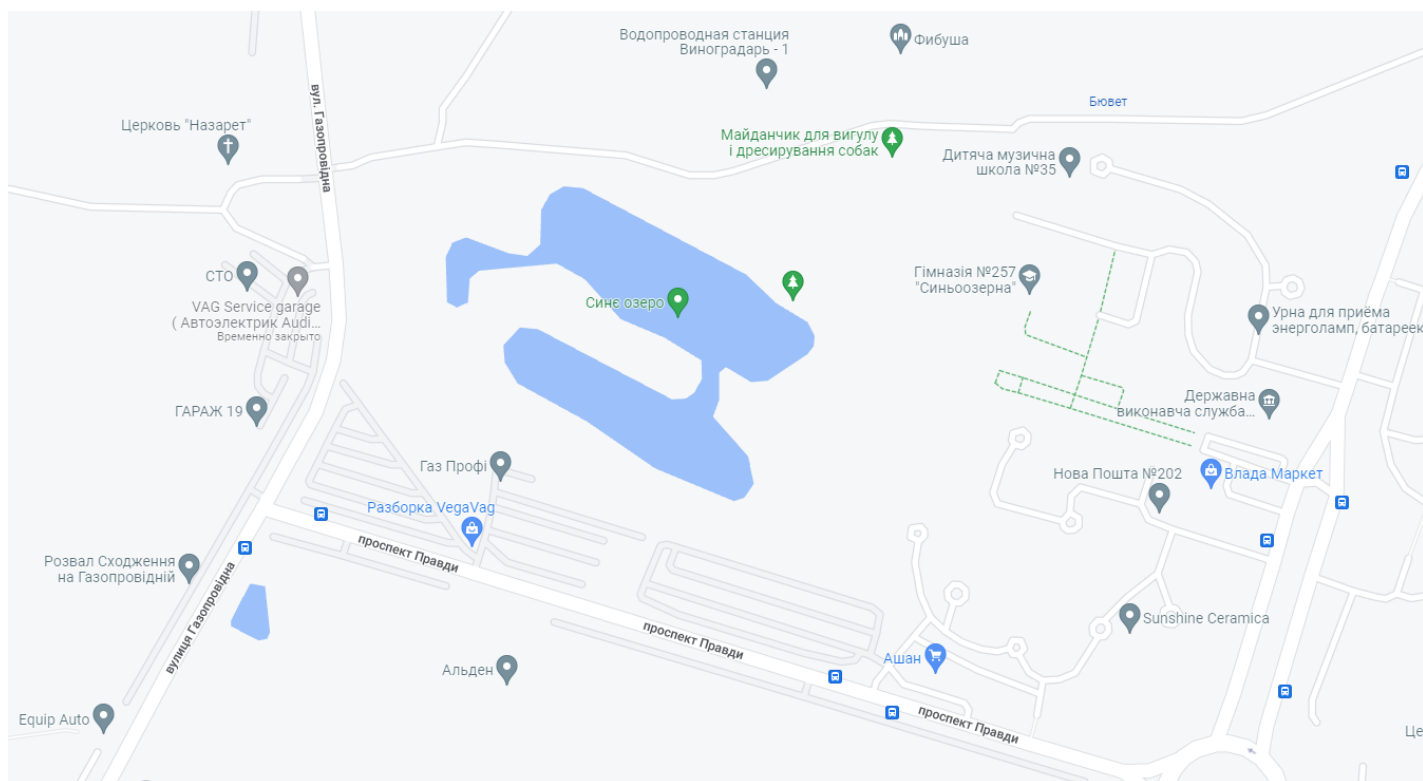 Водопроводная станция
Виноградарь - 1
Фибуша
вул. Газопровідна
Бювет
Церковь "Назарет"
Майданчик для вигулу
і дресирування собак
Дитяча музична
школа №35
СТО
VAG Service garage
( Автоэлектрик Audi...
Временно закрыто
Синє озеро
Гімназія №257
"Синьоозерна"
Урна для приёма
энерголамп, батареек
ГАРАЖ 19
Державна
виконавча служба...
Газ Профі
Нова Пошта №202
Влада Маркет
Разборка VegaVag
проспект Правди
Розвал Сходження
на Газопровідній
вулиця Газопровідна
проспект Правди
Sunshine Ceramica
Альден
Ашан
Equip Auto
проспект Правди
Це